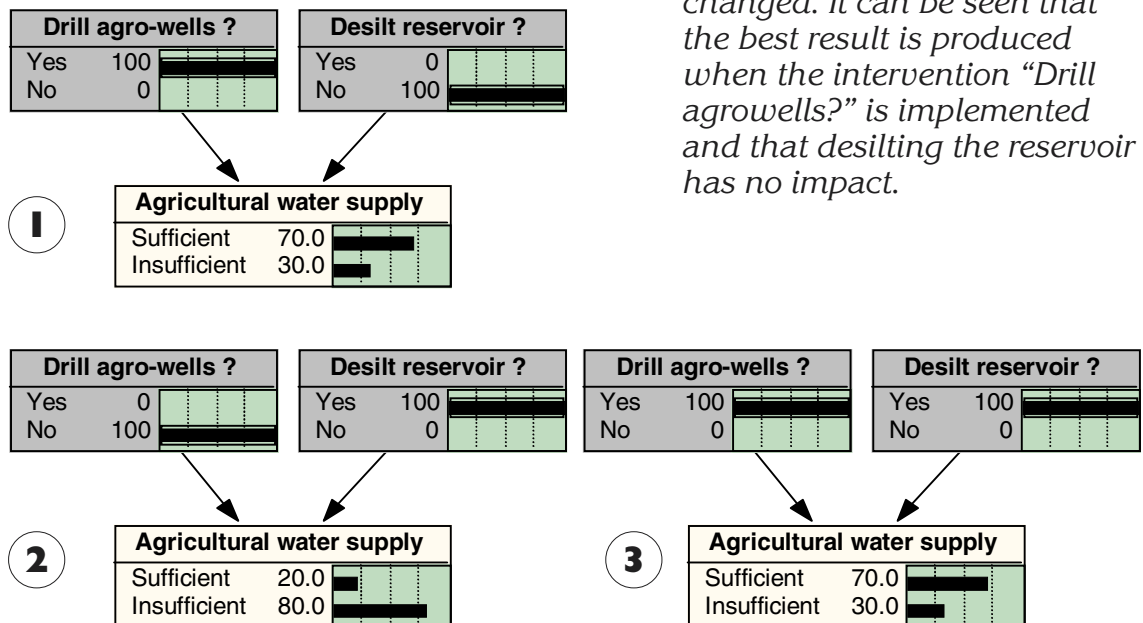 changed. It can be seen that
the best result is produced
when the intervention “Drill
agrowells?” is implemented
and that desilting the reservoir
has no impact.
Drill agro-wells ?
Yes 100
No 0
Desilt reservoir ?
Yes 0
No 100
1
Agricultural water supply
Sufficient 70.0
Insufficient 30.0
Drill agro-wells ?
Yes 0
No 100
Desilt reservoir ?
Yes 100
No 0
2
Agricultural water supply
Sufficient 20.0
Insufficient 80.0
Drill agro-wells ?
Yes 100
No 0
Desilt reservoir ?
Yes 100
No 0
3
Agricultural water supply
Sufficient 70.0
Insufficient 30.0